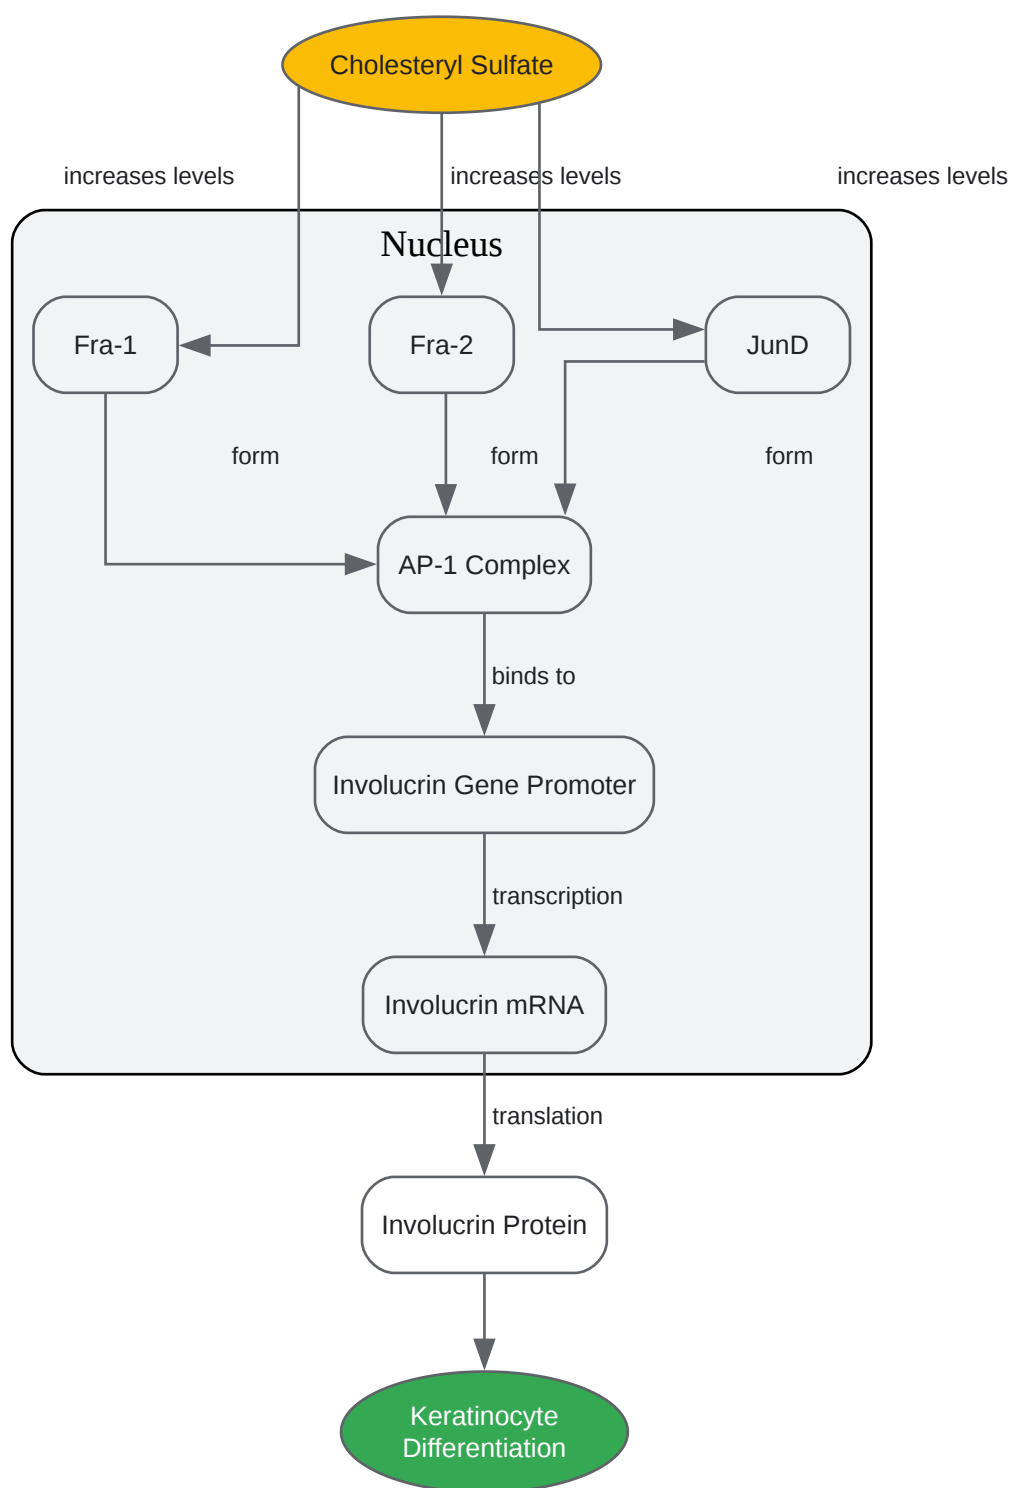 Cholesteryl Sulfate
increases levels
increases levels
increases levels
Nucleus
Fra-1
Fra-2
JunD
form
form
form
AP-1 Complex
binds to
Involucrin Gene Promoter
transcription
Involucrin mRNA
translation
Involucrin Protein
Keratinocyte
Differentiation